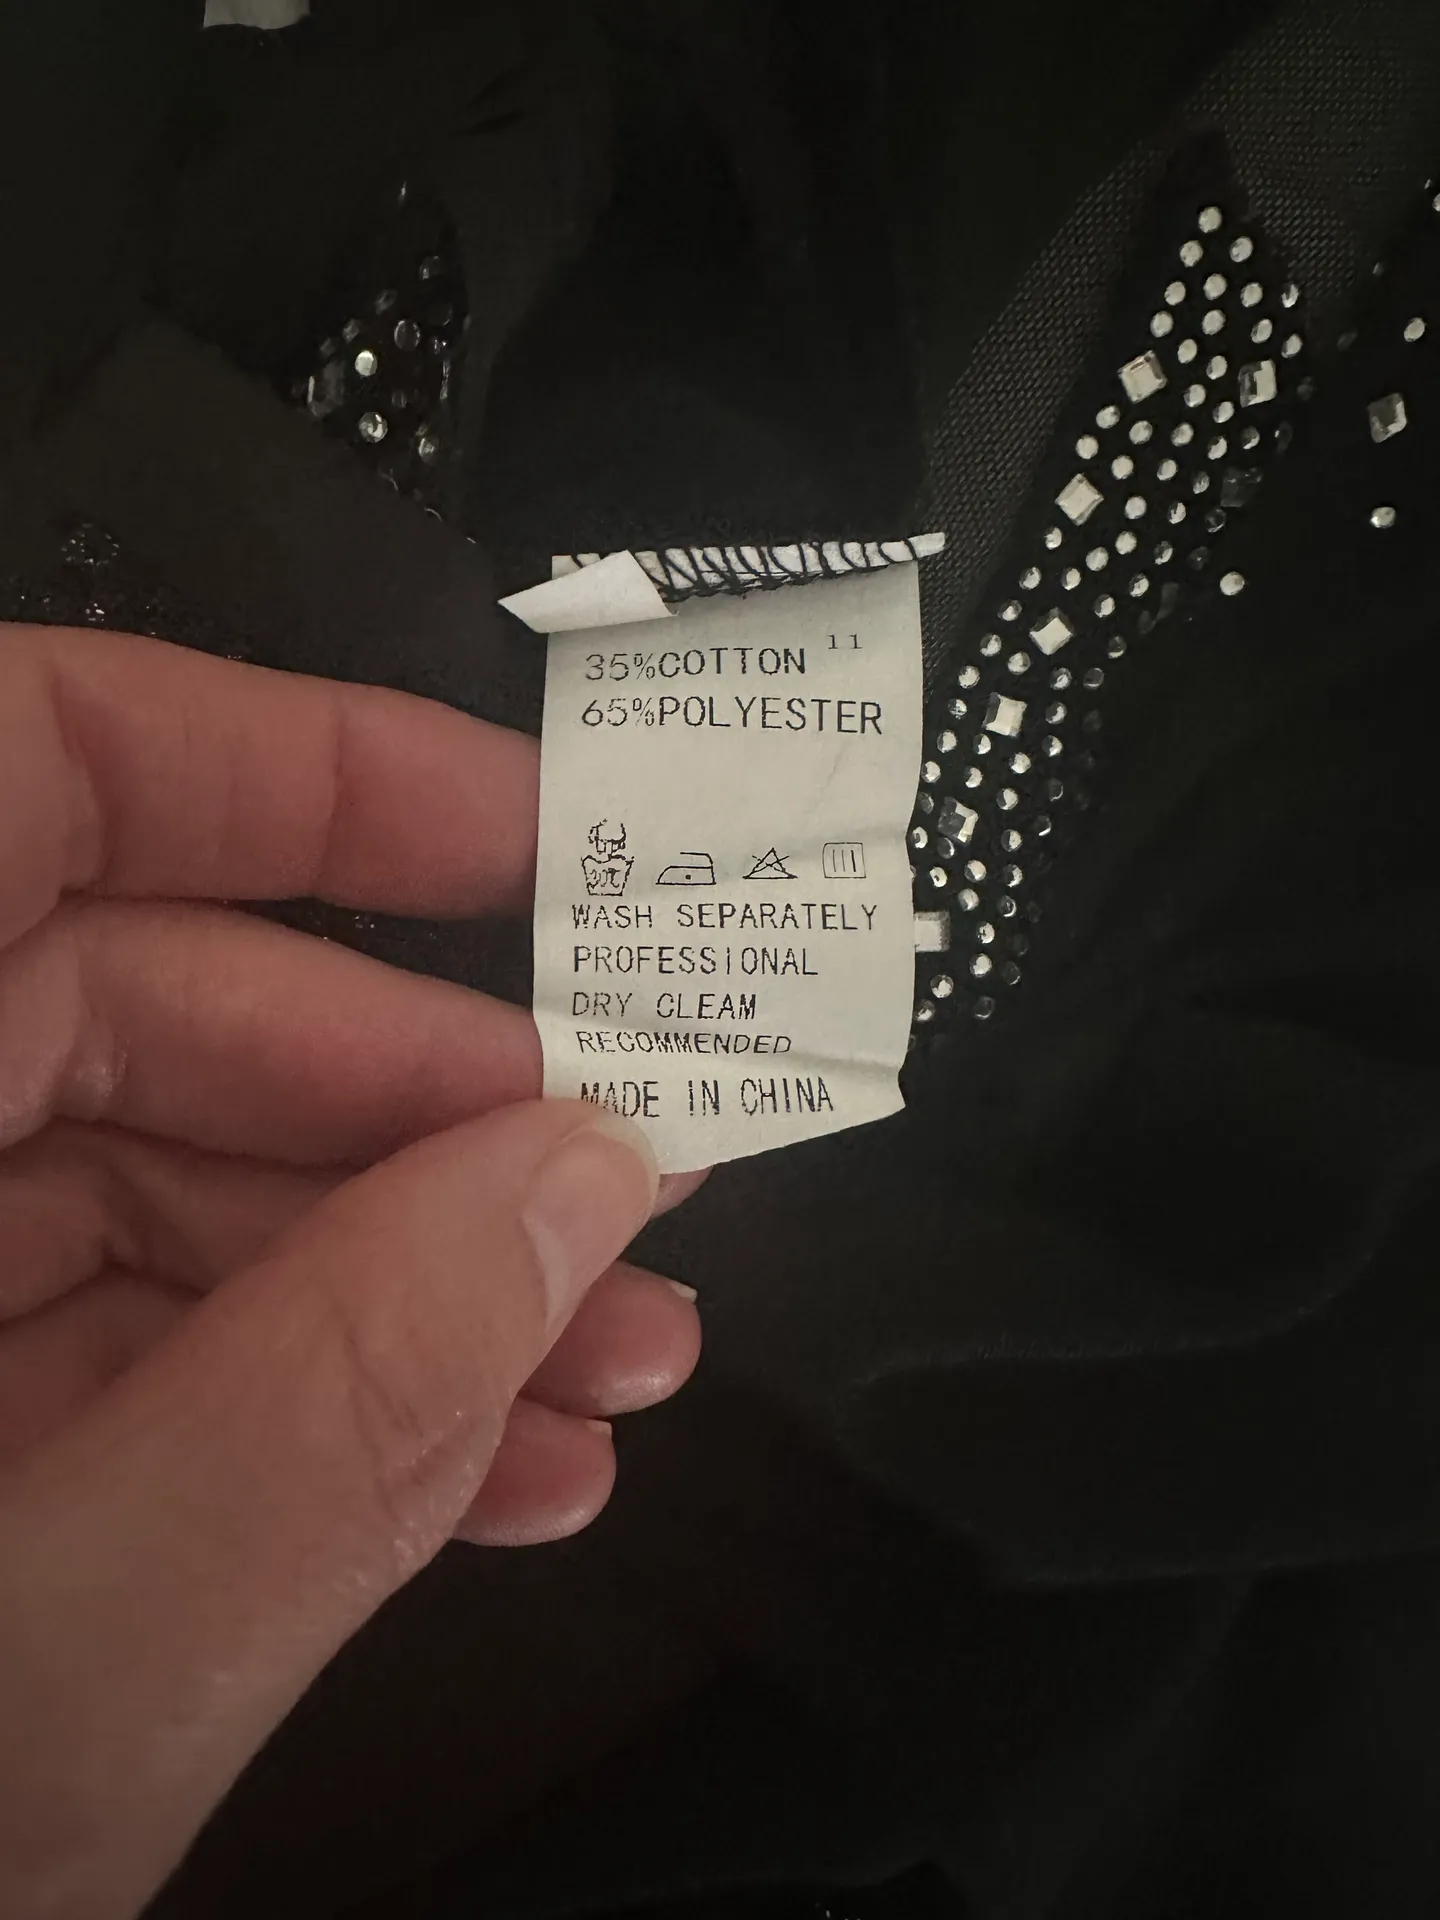 35%COTTON 11
65%POLYESTER
WASH SEPARATELY
PROFESSIONAL
DRY CLEAM
RECOMMENDED
MADE IN CHINA